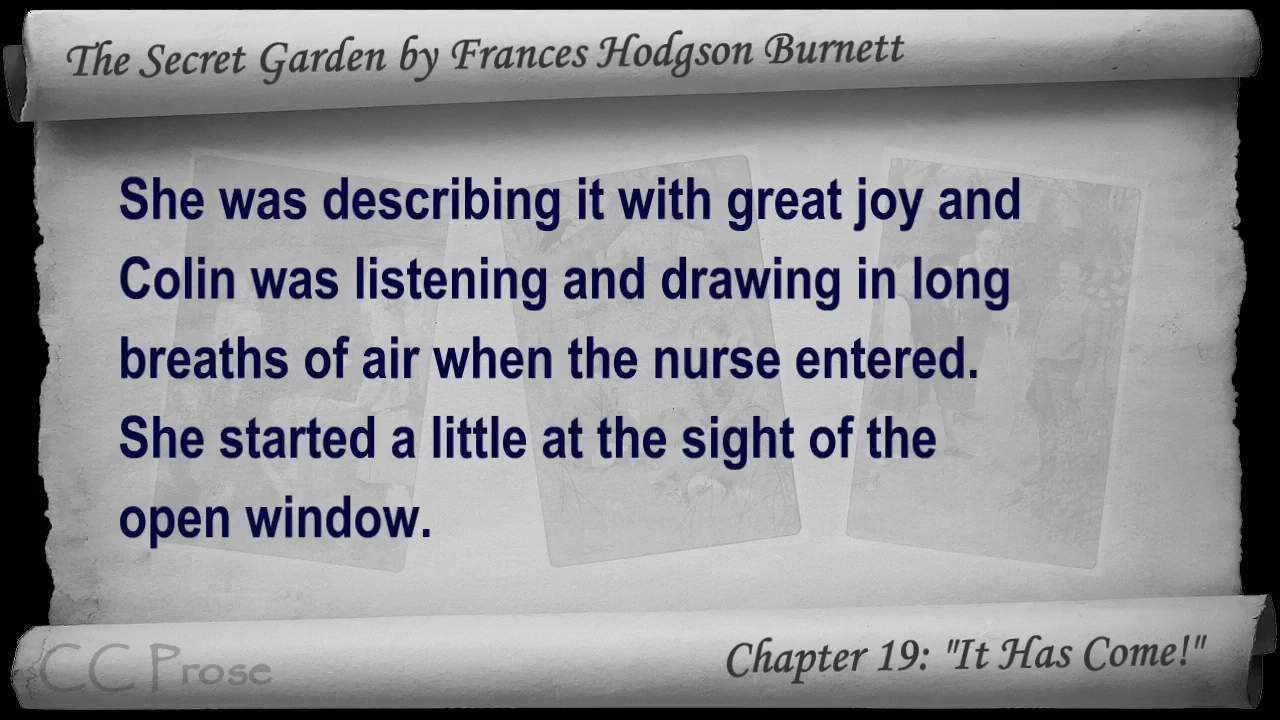 The Secret Garden by Frances Hodgson Burnett
She was describing it with great joy and
Colin was listening and drawing in long
breaths of air when the nurse entered.
She started a little at the sight of the
open window.
CC Prose
Chapter 19: "It Has Come!"